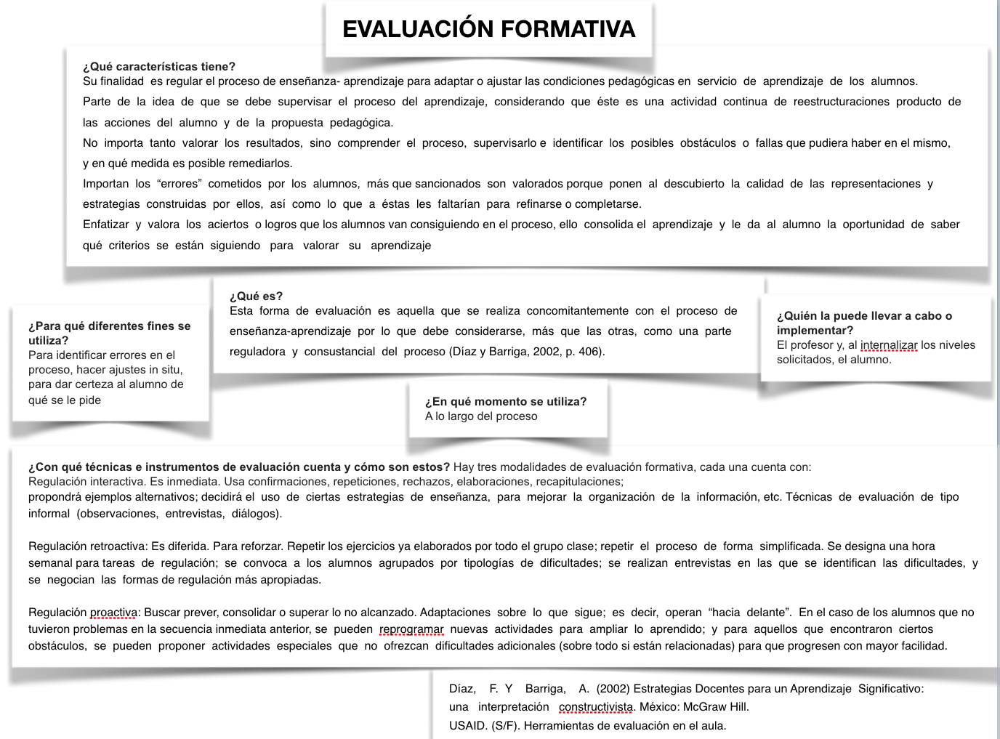 EVALUACIÓN FORMATIVA
¿Qué características tiene?
Su finalidad es regular el proceso de enseñanza- aprendizaje para adaptar o ajustar las condiciones pedagógicas en servicio de aprendizaje de los alumnos.
Parte de la idea de que se debe supervisar el proceso del aprendizaje, considerando que éste es una actividad continua de reestructuraciones producto de
las acciones del alumno y de la propuesta pedagógica.
No importa tanto valorar los resultados, sino comprender el proceso, supervisarlo e identificar los posibles obstáculos o fallas que pudiera haber en el mismo,
y en qué medida es posible remediarlos.
Importan los “errores” cometidos por los alumnos, más que sancionados son valorados porque ponen al descubierto la calidad de las representaciones y
estrategias construidas por ellos, así como lo que a éstas les faltarían para refinarse o completarse.
Enfatizar y valora los aciertos o logros que los alumnos van consiguiendo en el proceso, ello consolida el aprendizaje y le da al alumno la oportunidad de saber
qué criterios se están siguiendo para valorar su aprendizaje
¿Qué es?
Esta forma de evaluación es aquella que se realiza concomitantemente con el proceso de
enseñanza-aprendizaje por lo que debe considerarse, más que las otras, como una parte
reguladora y consustancial del proceso (Díaz y Barriga, 2002, p. 406).
¿Para qué diferentes fines se
utiliza?
Para identificar errores en el
proceso, hacer ajustes in situ,
para dar certeza al alumno de
qué se le pide
¿Quién la puede llevar a cabo o
implementar?
El profesor y, al internalizar los niveles
solicitados, el alumno.
¿En qué momento se utiliza?
A lo largo del proceso
¿Con qué técnicas e instrumentos de evaluación cuenta y cómo son estos? Hay tres modalidades de evaluación formativa, cada una cuenta con:
Regulación interactiva. Es inmediata. Usa confirmaciones, repeticiones, rechazos, elaboraciones, recapitulaciones;
propondrá ejemplos alternativos; decidirá el uso de ciertas estrategias de enseñanza, para mejorar la organización de la información, etc. Técnicas de evaluación de tipo
informal (observaciones, entrevistas, diálogos).
Regulación retroactiva: Es diferida. Para reforzar. Repetir los ejercicios ya elaborados por todo el grupo clase; repetir el proceso de forma simplificada. Se designa una hora
semanal para tareas de regulación; se convoca a los alumnos agrupados por tipologías de dificultades; se realizan entrevistas en las que se identifican las dificultades, y
se negocian las formas de regulación más apropiadas.
Regulación proactiva: Buscar prever, consolidar o superar lo no alcanzado. Adaptaciones sobre lo que sigue; es decir, operan “hacia delante”. En el caso de los alumnos que no
tuvieron problemas en la secuencia inmediata anterior, se pueden reprogramar nuevas actividades para ampliar lo aprendido; y para aquellos que encontraron ciertos
obstáculos, se pueden proponer actividades especiales que no ofrezcan dificultades adicionales (sobre todo si están relacionadas) para que progresen con mayor facilidad.
Díaz, F. Y Barriga, A. (2002) Estrategias Docentes para un Aprendizaje Significativo:
una interpretación constructivista. México: McGraw Hill.
USAID. (S/F). Herramientas de evaluación en el aula.